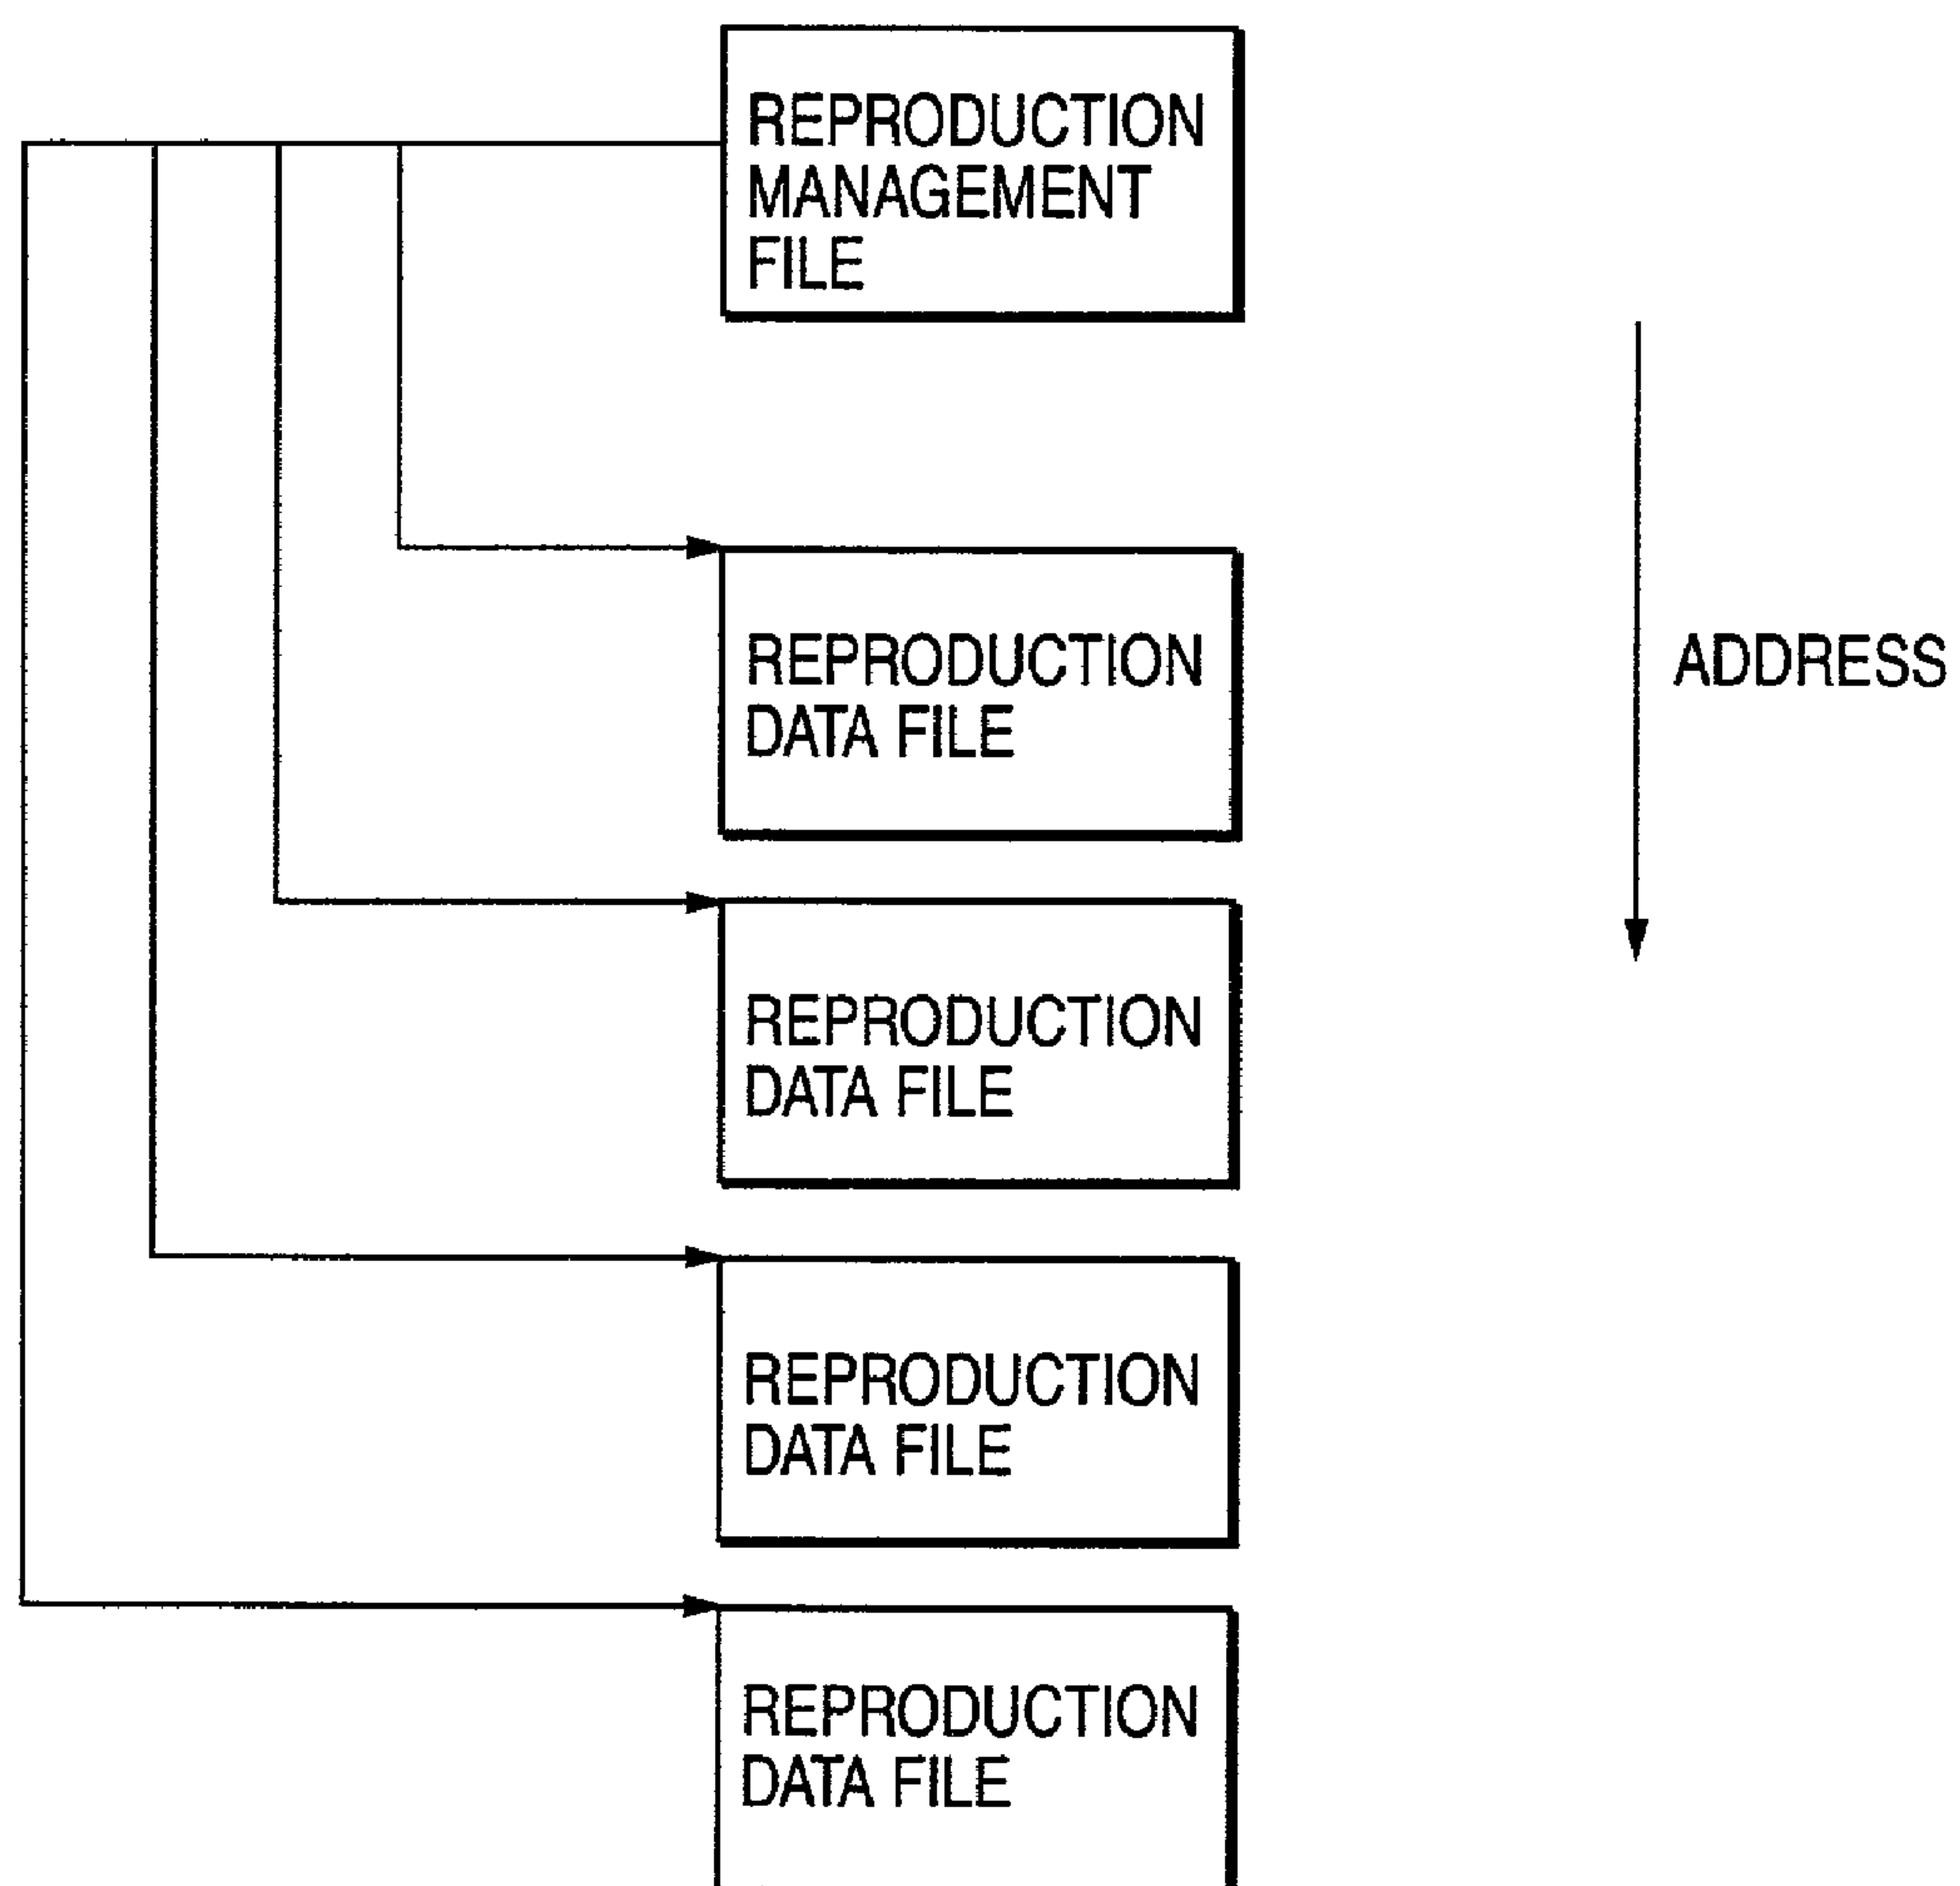 REPRODUCTION
MANAGEMENT
FILE
REPRODUCTION
DATA FILE
ADDRESS
REPRODUCTION
DATA FILE
REPRODUCTION
DATA FILE
REPRODUCTION
DATA FILE